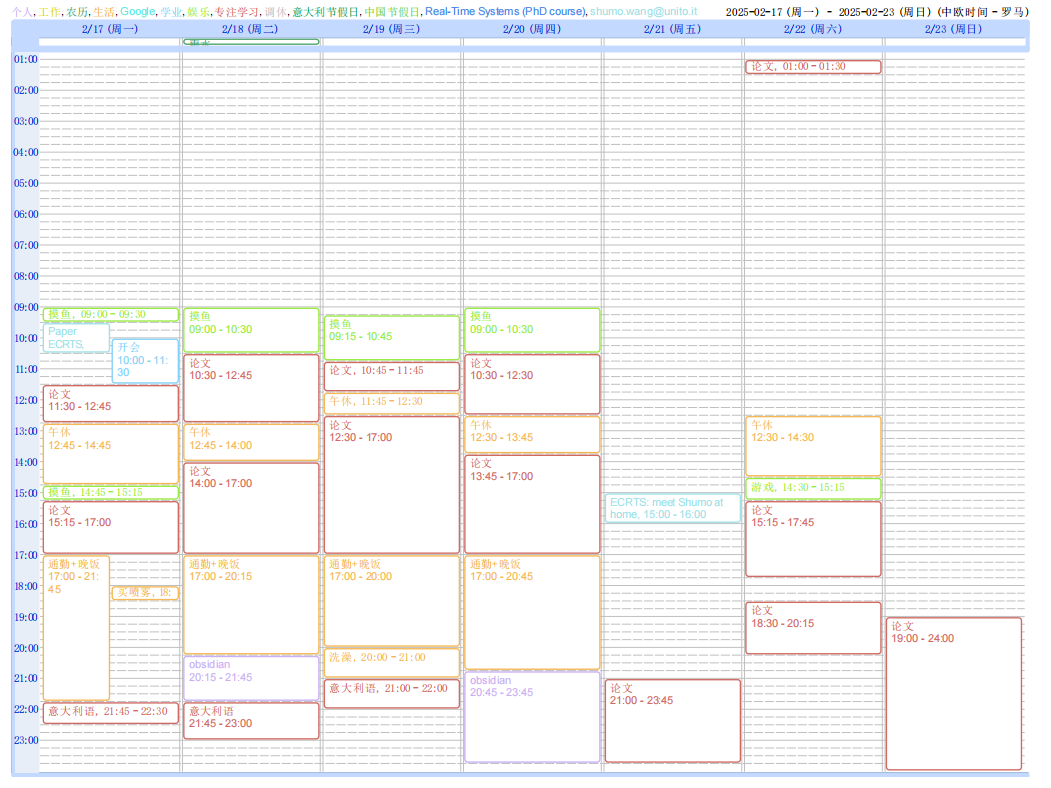 个人,工作,农历,生活,Google,学业,娱乐,专注学习,调休,意大利节假日,中国节假日,Real-Time Systems (PhD course),shumo.wang@unito.it
2025-02-17 (周一) - 2025-02-23 (周日) (中欧时间 - 罗马)
2/17 (周一)
2/18 (周二)
2/19 (周三)
2/20 (周四)
2/21 (周五)
2/22 (周六)
2/23 (周日)
01:00
02:00
03:00
04:00
05:00
06:00
07:00
08:00
09:00
10:00
11:00
12:00
13:00
14:00
15:00
16:00
17:00
18:00
19:00
20:00
21:00
22:00
23:00
摸鱼, 09:00 - 09:30
Paper
ECRTS,
开会
10:00 - 11:
30
论文
11:30 - 12:45
午休
12:45 - 14:45
摸鱼, 14:45 - 15:15
论文
15:15 - 17:00
通勤+晚饭
17:00 - 21:
45
买喷雾, 18:
意大利语, 21:45 - 22:30
摸鱼
09:00 - 10:30
论文
10:30 - 12:45
午休
12:45 - 14:00
论文
14:00 - 17:00
通勤+晚饭
17:00 - 20:15
obsidian
20:15 - 21:45
意大利语
21:45 - 23:00
摸鱼
09:15 - 10:45
论文, 10:45 - 11:45
午休, 11:45 - 12:30
论文
12:30 - 17:00
通勤+晚饭
17:00 - 20:00
洗澡, 20:00 - 21:00
意大利语, 21:00 - 22:00
摸鱼
09:00 - 10:30
论文
10:30 - 12:30
午休
12:30 - 13:45
论文
13:45 - 17:00
通勤+晚饭
17:00 - 20:45
obsidian
20:45 - 23:45
ECRTS: meet Shumo at
home, 15:00 - 16:00
论文
21:00 - 23:45
论文, 01:00 - 01:30
午休
12:30 - 14:30
游戏, 14:30 - 15:15
论文
15:15 - 17:45
论文
18:30 - 20:15
论文
19:00 - 24:00